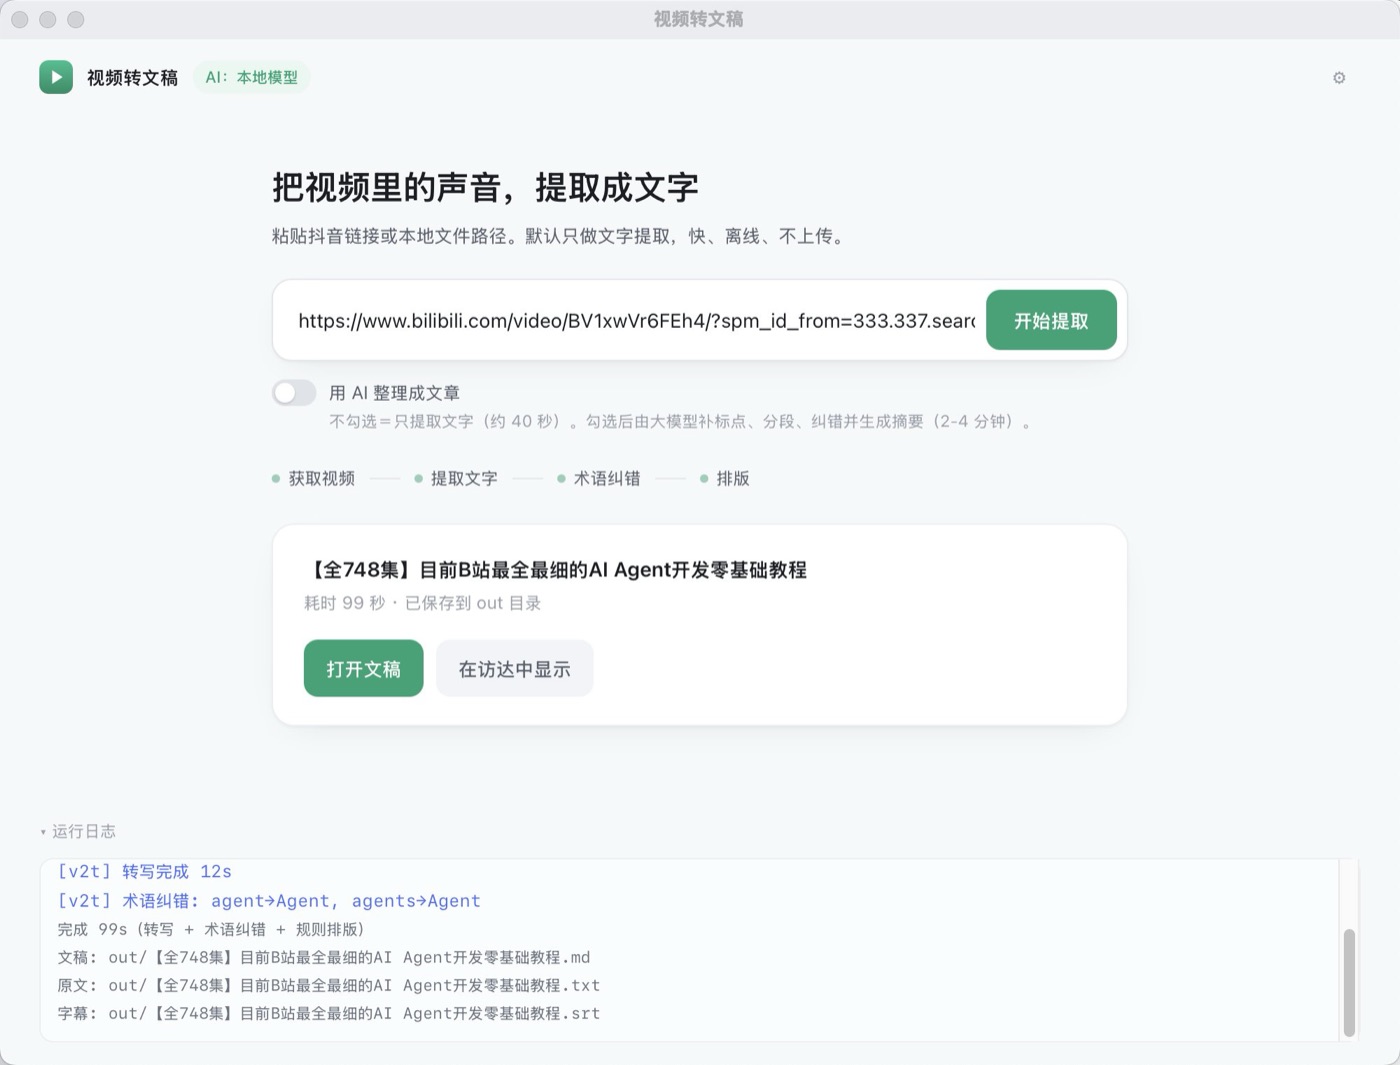 视频转文稿
视频转文稿 AI：本地模型
把视频里的声音，提取成文字
粘贴抖音链接或本地文件路径。默认只做文字提取，快、离线、不上传。
https://www.bilibili.com/video/BV1xwVr6FEh4/?spm_id_from=333.337.searc 开始提取
用 AI 整理成文章
不勾选＝只提取文字（约 40 秒）。勾选后由大模型补标点、分段、纠错并生成摘要（2-4 分钟）。
获取视频 提取文字 术语纠错 排版
【全748集】目前B站最全最细的AI Agent开发零基础教程
耗时 99 秒 · 已保存到 out 目录
打开文稿 在访达中显示
▾ 运行日志
[v2t] 转写完成 12s
[v2t] 术语纠错: agent→Agent, agents→Agent
完成 99s（转写 + 术语纠错 + 规则排版）
文稿: out/【全748集】目前B站最全最细的AI Agent开发零基础教程.md
原文: out/【全748集】目前B站最全最细的AI Agent开发零基础教程.txt
字幕: out/【全748集】目前B站最全最细的AI Agent开发零基础教程.srt